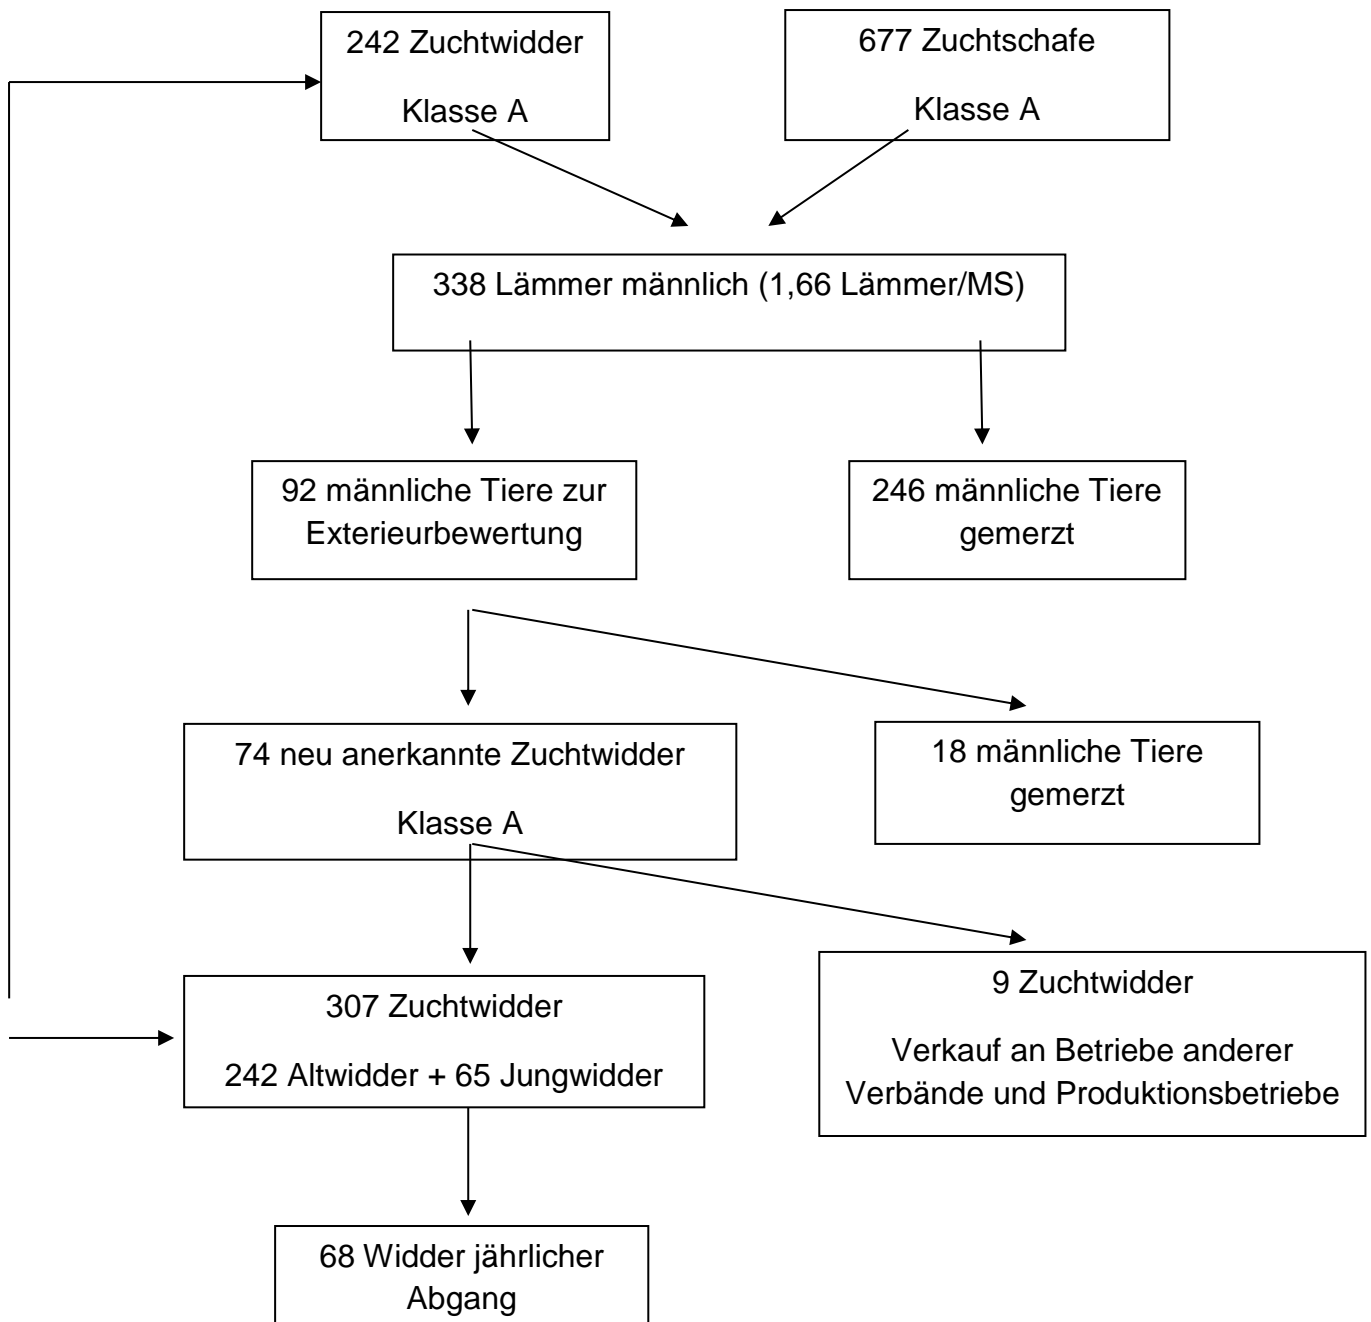 242 Zuchtwidder
Klasse A
677 Zuchtschafe
Klasse A
338 Lämmer männlich (1,66 Lämmer/MS)
92 männliche Tiere zur
Exterieurbewertung
246 männliche Tiere
gemerzt
74 neu anerkannte Zuchtwidder
Klasse A
18 männliche Tiere
gemerzt
307 Zuchtwidder
242 Altwidder + 65 Jungwidder
9 Zuchtwidder
Verkauf an Betriebe anderer
Verbände und Produktionsbetriebe
68 Widder jährlicher
Abgang